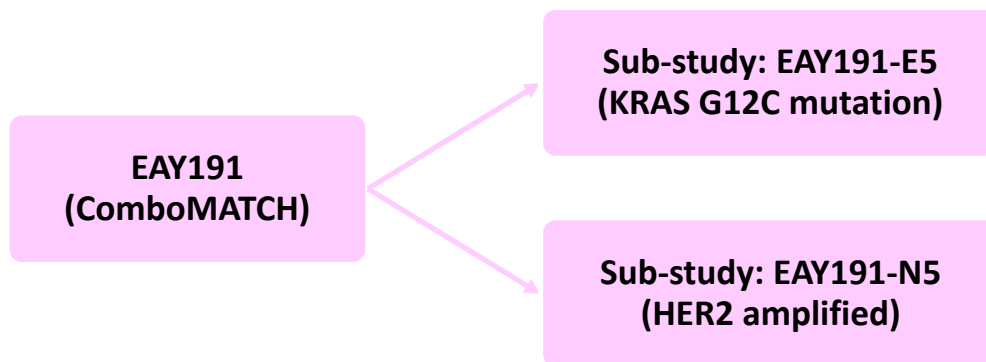 Sub-study: EAY191-E5
(KRAS G12C mutation)
EAY191
(ComboMATCH)
Sub-study: EAY191-N5
(HER2 amplified)